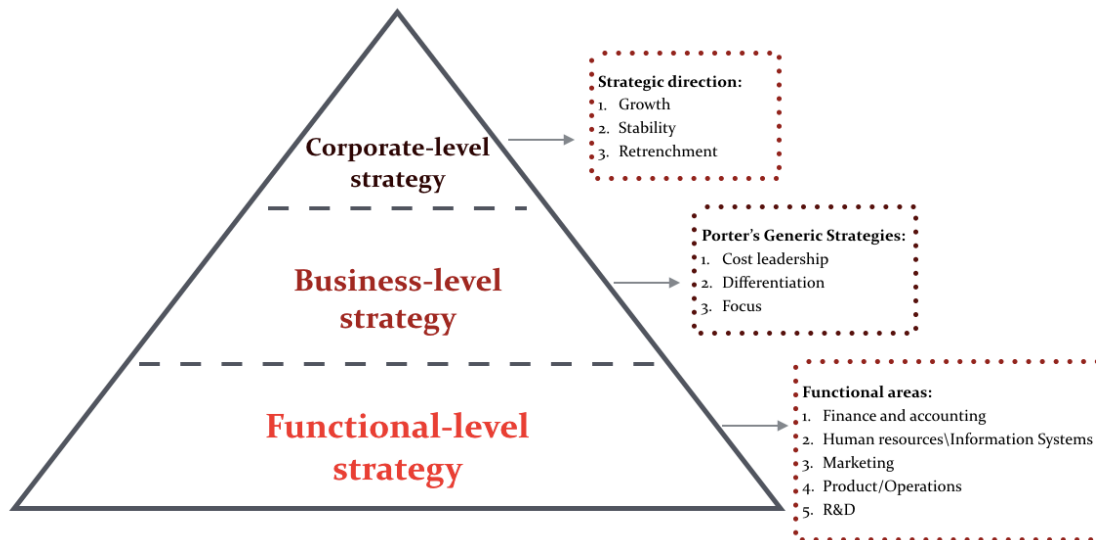 Corporate-level
strategy
Strategic direction:
1. Growth
2. Stability
3. Retrenchment
Business-level
strategy
Porter's Generic Strategies:
1. Cost leadership
2. Differentiation
3. Focus
Functional-level
strategy
Functional areas:
1. Finance and accounting
2. Human resources\Information Systems
3. Marketing
4. Product/Operations
5. R&D